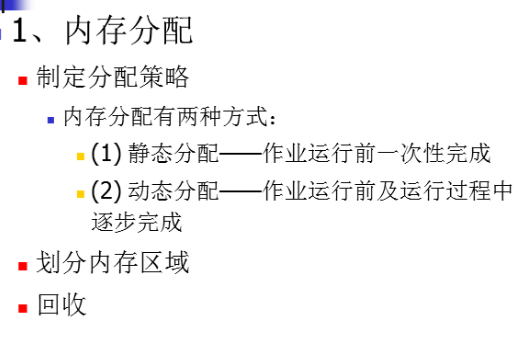 1、内存分配
制定分配策略
内存分配有两种方式：
(1) 静态分配——作业运行前一次性完成
(2) 动态分配——作业运行前及运行过程中
逐步完成
划分内存区域
回收